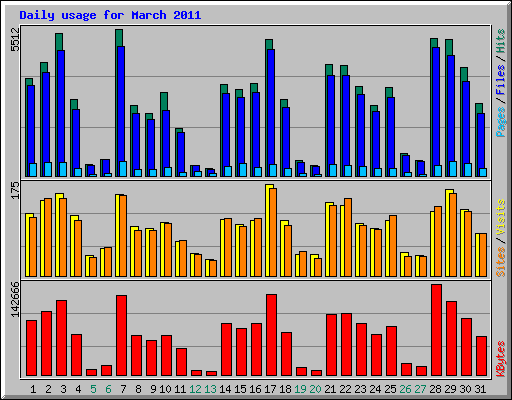 Daily usage for March 2011
5512
Pages / Files / Hits
175
Sites / Visits
142666
KBytes
1 2 3 4 5 6 7 8 9 10 11 12 13 14 15 16 17 18 19 20 21 22 23 24 25 26 27 28 29 30 31